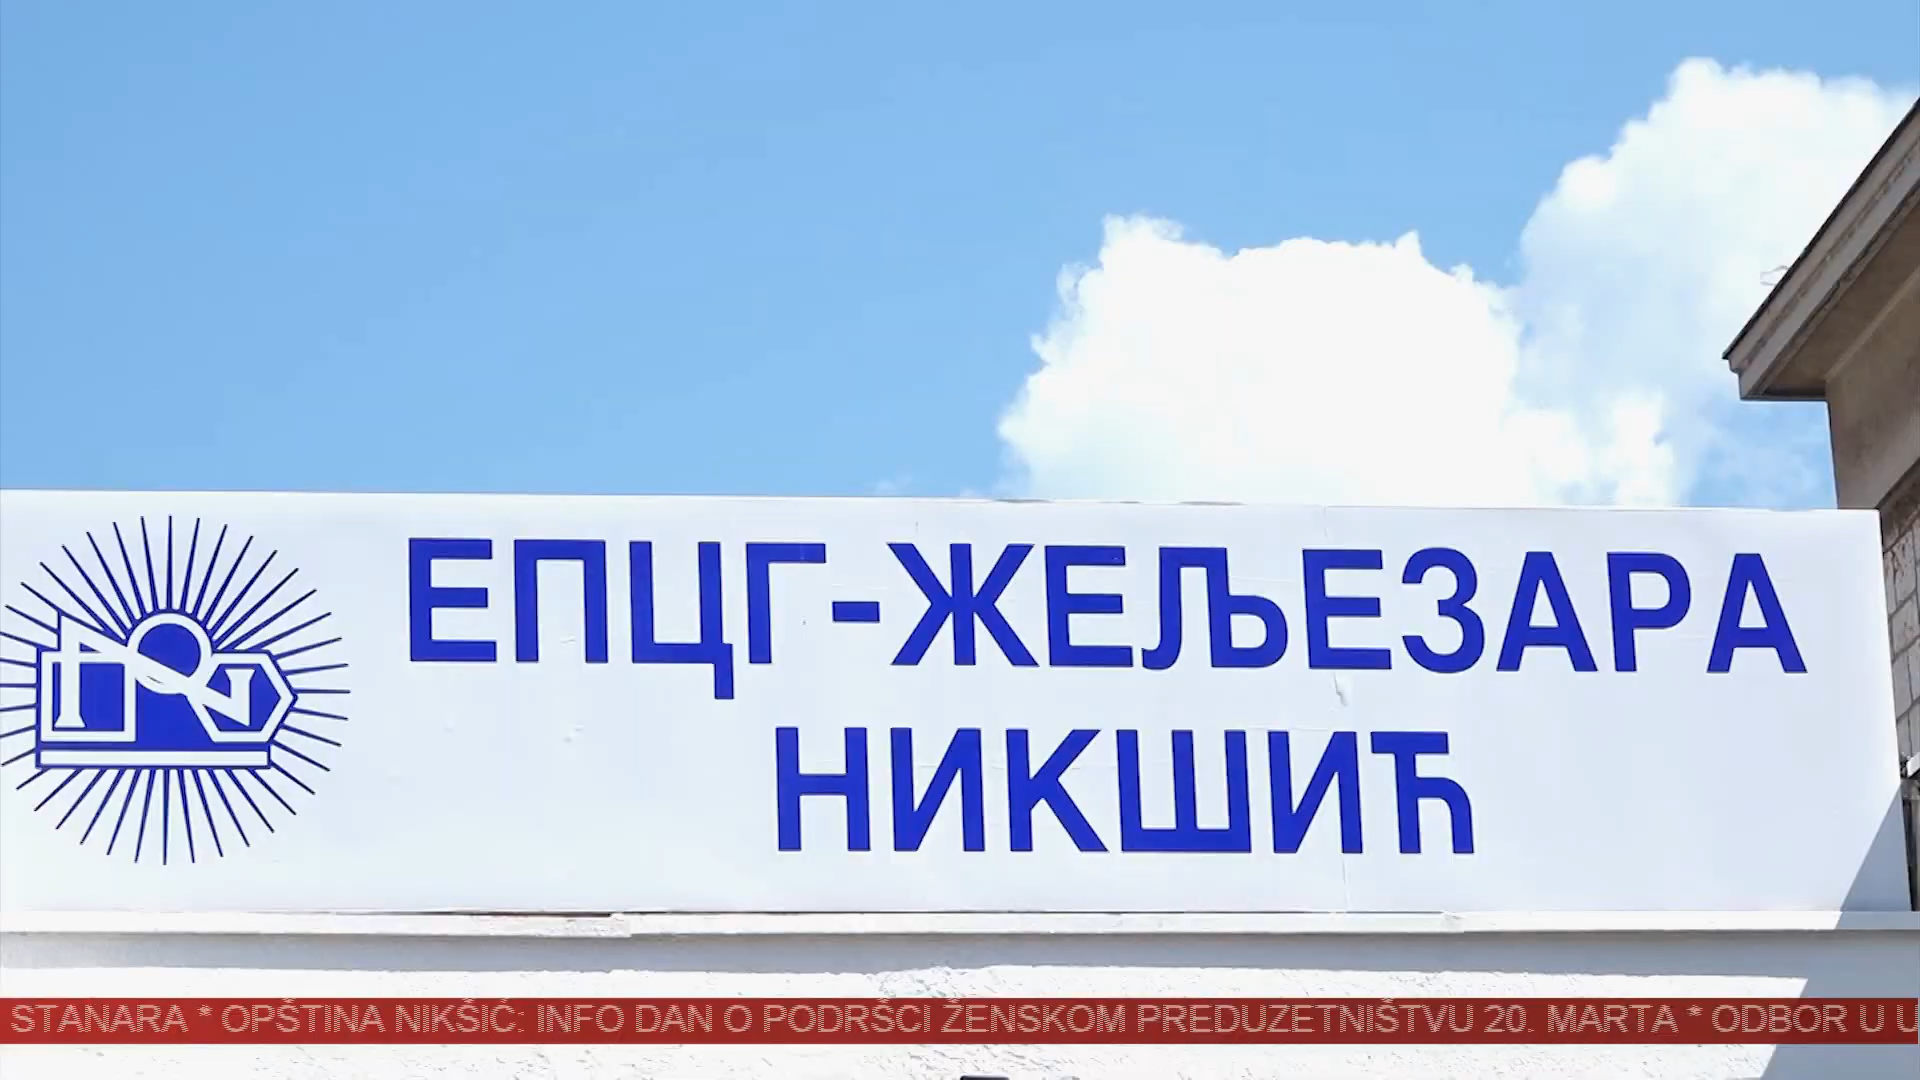 ЕПЦГ-ЖЕЉЕЗАРА
НИКШИЋ
STANARA * OPŠTINA NIKŠIĆ: INFO DAN O PODRŠCI ŽENSKOM PREDUZETNIŠTVU 20. MARTA * ODBOR U